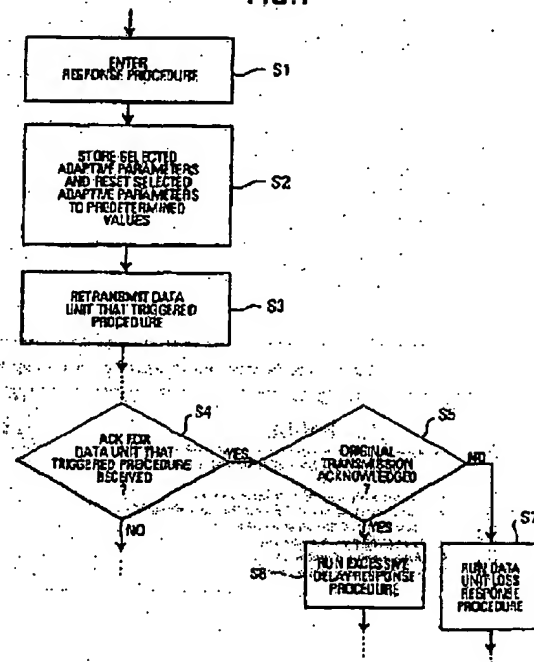 ENTER
RESPONSE PROCEDURE
S1
STORE SELECTED
ADAPTIVE PARAMETERS
AND RESET SELECTED
ADAPTIVE PARAMETERS
TO PREDETERMINED
VALUES
S2
RETRANSMIT DATA
UNIT THAT TRIGGERED
PROCEDURE
S3
ACK FOR
DATA UNIT THAT
TRIGGERED PROCEDURE
RECEIVED
?
S4
YES
NO
ORIGINAL
TRANSMISSION
ACKNOWLEDGED
?
S5
NO
YES
RUN EXCESSIVE
DELAY RESPONSE
PROCEDURE
S6
RUN DATA
UNIT LOSS
RESPONSE
PROCEDURE
S7